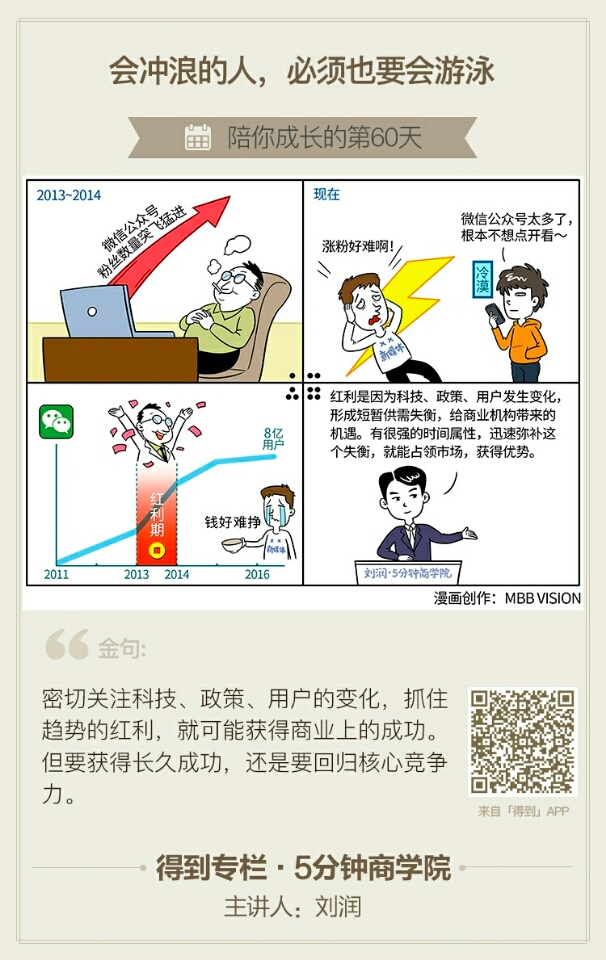 会冲浪的人，必须也要会游泳
陪你成长的第60天
2013~2014
微信公众号
粉丝数量突飞猛进
现在
涨粉好难啊！
微信公众号太多了，
根本不想点开看～
冷漠
新媒体
8亿
用户
红利期
钱好难挣
新媒体
2011
2013
2014
2016
红利是因为科技、政策、用户发生变化，
形成短暂供需失衡，给商业机构带来的
机遇。有很强的时间属性，迅速弥补这
个失衡，就能占领市场，获得优势。
刘润·5分钟商学院
漫画创作：MBB VISION
金句:
密切关注科技、政策、用户的变化，抓住
趋势的红利，就可能获得商业上的成功。
但要获得长久成功，还是要回归核心竞争
力。
来自「得到」APP
得到专栏·5分钟商学院
主讲人：刘润